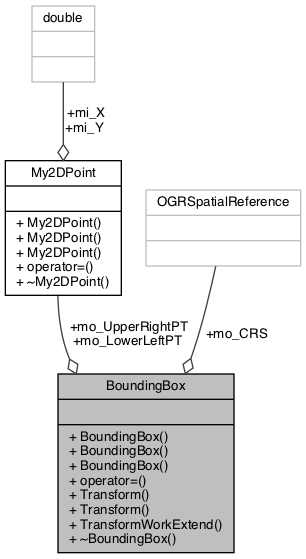 double
+mi_X
+mi_Y
My2DPoint
+ My2DPoint()
+ My2DPoint()
+ My2DPoint()
+ operator=()
+ ~My2DPoint()
OGRSpatialReference
+mo_UpperRightPT
+mo_LowerLeftPT
+mo_CRS
BoundingBox
+ BoundingBox()
+ BoundingBox()
+ BoundingBox()
+ operator=()
+ Transform()
+ Transform()
+ TransformWorkExtend()
+ ~BoundingBox()